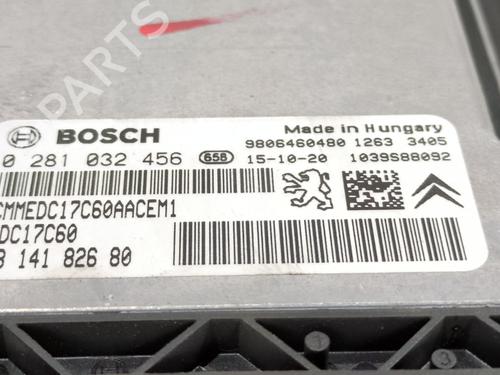 PARTS
BOSCH
Made in Hungary
0 281 032 456 658
9806460480 1263 3405
15-10-20 1039S88092
CMMEDC17C60AACEM1
DC17C60
141 826 80